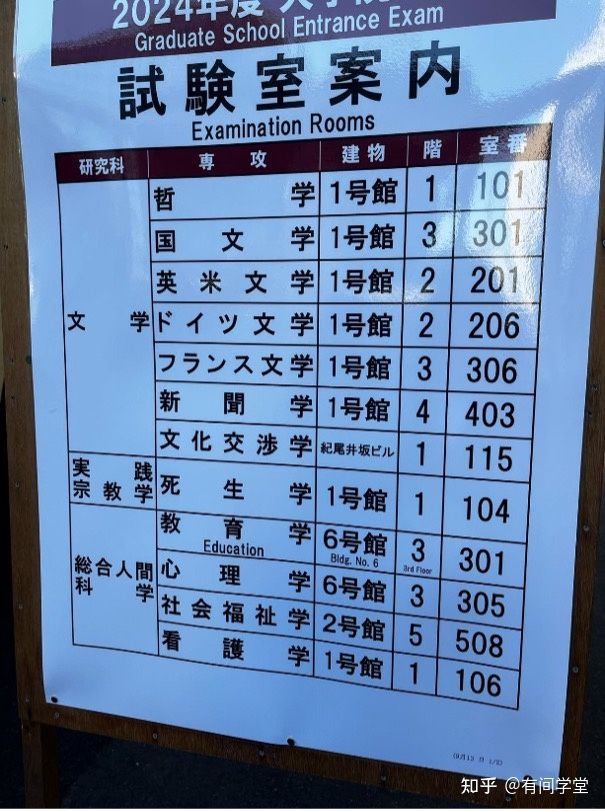 2024年度 大学院
Graduate School Entrance Exam
試験室案内
Examination Rooms
研究科 専攻 建物 階 室番
文学 哲学 1号館 1 101
国文学 1号館 3 301
英米文学 1号館 2 201
ドイツ文学 1号館 2 206
フランス文学 1号館 3 306
新聞学 1号館 4 403
文化交渉学 紀尾井坂ビル 1 115
実践宗教学 死生学 1号館 1 104
総合人間科学 教育学 Education 6号館 Bldg. No. 6 3 3rd Floor 301
心理学 6号館 3 305
社会福祉学 2号館 5 508
看護学 1号館 1 106
知乎 @有间学堂